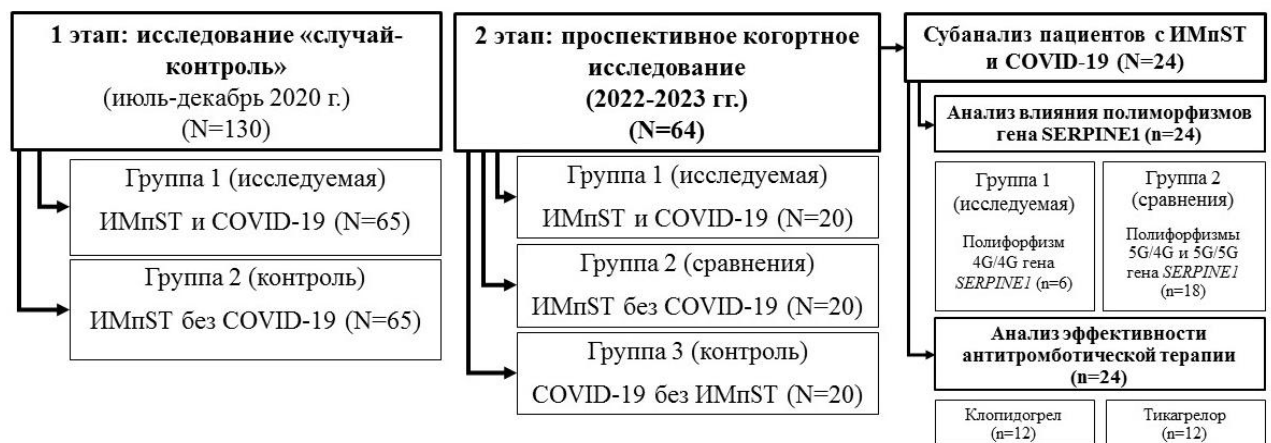 1 этап: исследование «случай-
контроль»
(июль-декабрь 2020 г.)
(N=130)
Группа 1 (исследуемая)
ИМпST и COVID-19 (N=65)
Группа 2 (контроль)
ИМпST без COVID-19 (N=65)
2 этап: проспективное когортное
исследование
(2022-2023 гг.)
(N=64)
Группа 1 (исследуемая)
ИМпST и COVID-19 (N=20)
Группа 2 (сравнения)
ИМпST без COVID-19 (N=20)
Группа 3 (контроль)
COVID-19 без ИМпST (N=20)
Субанализ пациентов с ИМпST
и COVID-19 (N=24)
Анализ влияния полиморфизмов
гена SERPINE1 (n=24)
Группа 1
(исследуемая)
Полифорфизм
4G/4G гена
SERPINE1 (n=6)
Группа 2
(сравнения)
Полифорфизмы
5G/4G и 5G/5G
гена SERPINE1
(n=18)
Анализ эффективности
антитромботической терапии
(n=24)
Клопидогрел
(n=12)
Тикагрелор
(n=12)